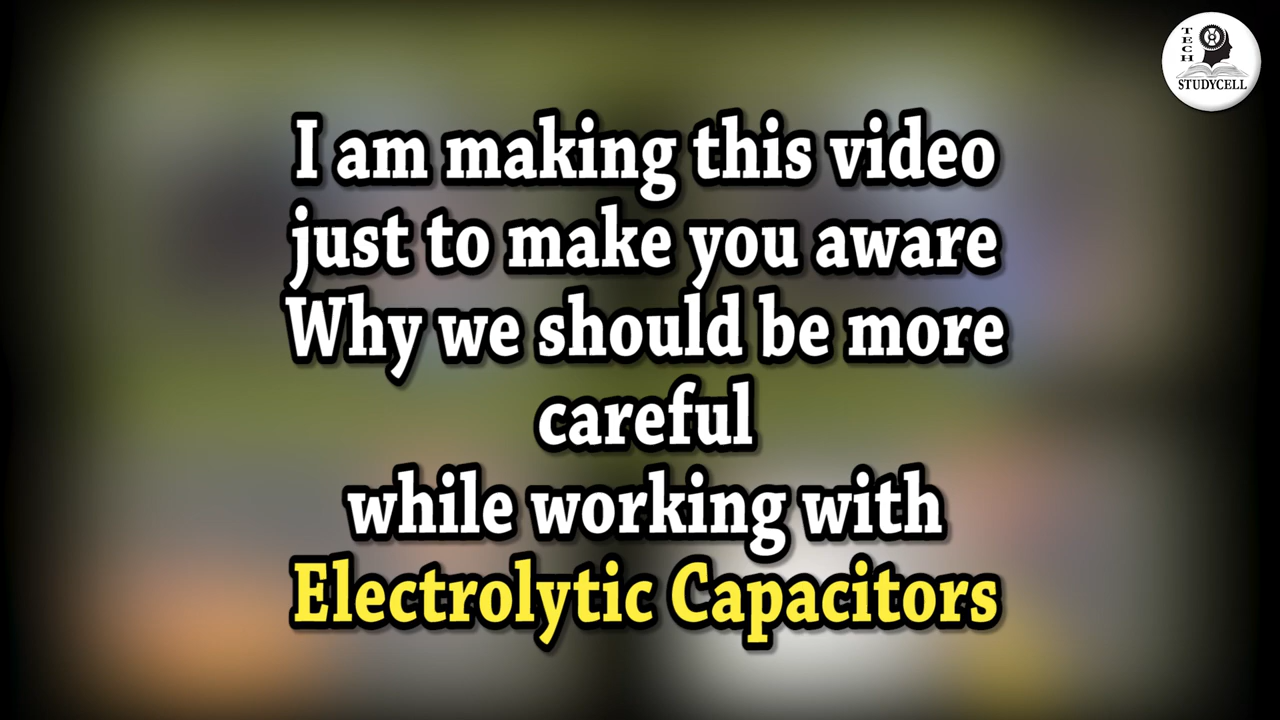 TECH
STUDYCELL
I am making this video
just to make you aware
Why we should be more
careful
while working with
Electrolytic Capacitors